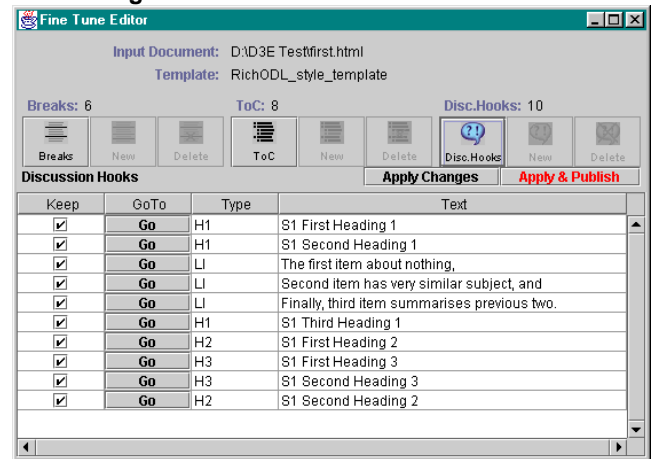 Fine Tune Editor
Input Document: D:\D3E Test\first.html
Template: RichODL_style_template
Breaks: 6 ToC: 8 Disc.Hooks: 10
Breaks New Delete ToC New Delete Disc.Hooks New Delete
Discussion Hooks Apply Changes Apply & Publish
Keep GoTo Type Text
Go H1 S1 First Heading 1
Go H1 S1 Second Heading 1
Go LI The first item about nothing,
Go LI Second item has very similar subject, and
Go LI Finally, third item summarises previous two.
Go H1 S1 Third Heading 1
Go H2 S1 First Heading 2
Go H3 S1 First Heading 3
Go H3 S1 Second Heading 3
Go H2 S1 Second Heading 2